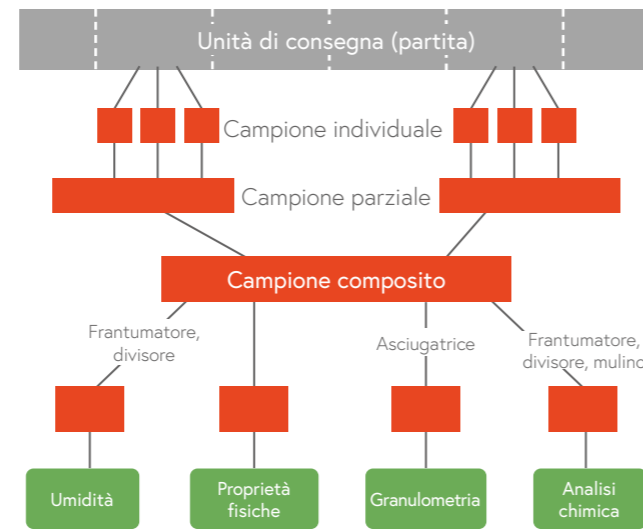 Unità di consegna (partita)
Campione individuale
Campione parziale
Campione composito
Frantumatore,
divisore
Asciugatrice
Frantumatore,
divisore, mulino
Umidità
Proprietà
fisiche
Granulometria
Analisi
chimica